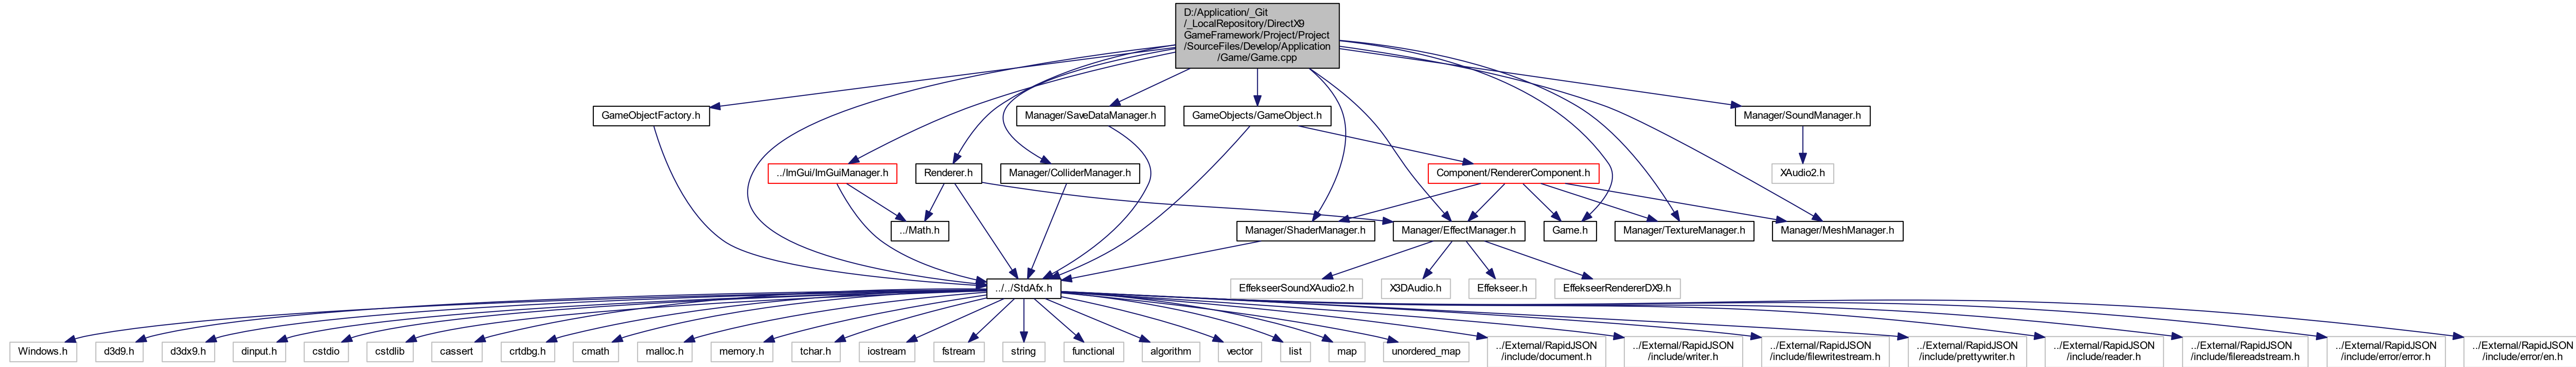 D:/Application/_Git
/_LocalRepository/DirectX9
GameFramework/Project/Project
/SourceFiles/Develop/Application
/Game/Game.cpp
GameObjectFactory.h
Manager/SaveDataManager.h
GameObjects/GameObject.h
Manager/SoundManager.h
../ImGui/ImGuiManager.h
Renderer.h
Manager/ColliderManager.h
Component/RendererComponent.h
XAudio2.h
../Math.h
Manager/ShaderManager.h
Manager/EffectManager.h
Game.h
Manager/TextureManager.h
Manager/MeshManager.h
../../StdAfx.h
EffekseerSoundXAudio2.h
X3DAudio.h
Effekseer.h
EffekseerRendererDX9.h
Windows.h
d3d9.h
d3dx9.h
dinput.h
cstdio
cstdlib
cassert
crtdbg.h
cmath
malloc.h
memory.h
tchar.h
iostream
fstream
string
functional
algorithm
vector
list
map
unordered_map
../External/RapidJSON
/include/document.h
../External/RapidJSON
/include/writer.h
../External/RapidJSON
/include/filewritestream.h
../External/RapidJSON
/include/prettywriter.h
../External/RapidJSON
/include/reader.h
../External/RapidJSON
/include/filereadstream.h
../External/RapidJSON
/include/error/error.h
../External/RapidJSON
/include/error/en.h